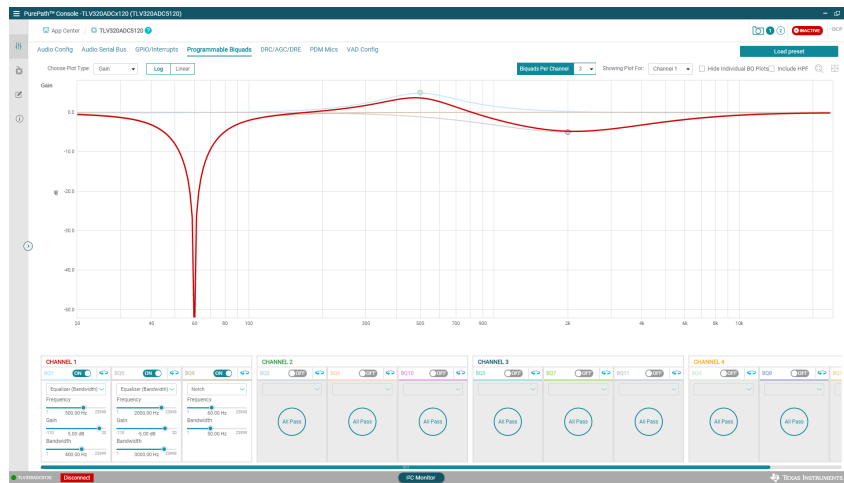 PurePath™ Console -TLV320ADCx120 (TLV320ADC5120)
App Center / TLV320ADC5120 ?
INACTIVE
Audio Config Audio Serial Bus GPIO/Interrupts Programmable Biquads DRC/AGC/DRE PDM Mics VAD Config
Load preset
Choose Plot Type Gain Log Linear Biquads Per Channel 3 Showing Plot For: Channel 1 Hide Individual BQ Plots Include HPF
Gain
0.0
-10.0
-20.0
dB
-30.0
-40.0
-50.0
20 40 60 80 100 300 500 700 900 2k 4k 6k 8k 10k
CHANNEL 1 CHANNEL 2 CHANNEL 3 CHANNEL 4
BQ1 ON BQ5 ON BQ9 ON BQ2 OFF BQ6 OFF BQ10 OFF BQ3 OFF BQ7 OFF BQ11 OFF BQ4 OFF BQ8 OFF
Equalizer (Bandwidth) Equalizer (Bandwidth) Notch
Frequency Frequency Frequency
500.00 Hz 2000.00 Hz 60.00 Hz
Gain Gain Bandwidth
5.00 dB -5.00 dB 50.00 Hz
All Pass All Pass All Pass All Pass All Pass All Pass All Pass All Pass
Bandwidth Bandwidth
400.00 Hz 3000.00 Hz
Disconnect I²C Monitor TEXAS INSTRUMENTS